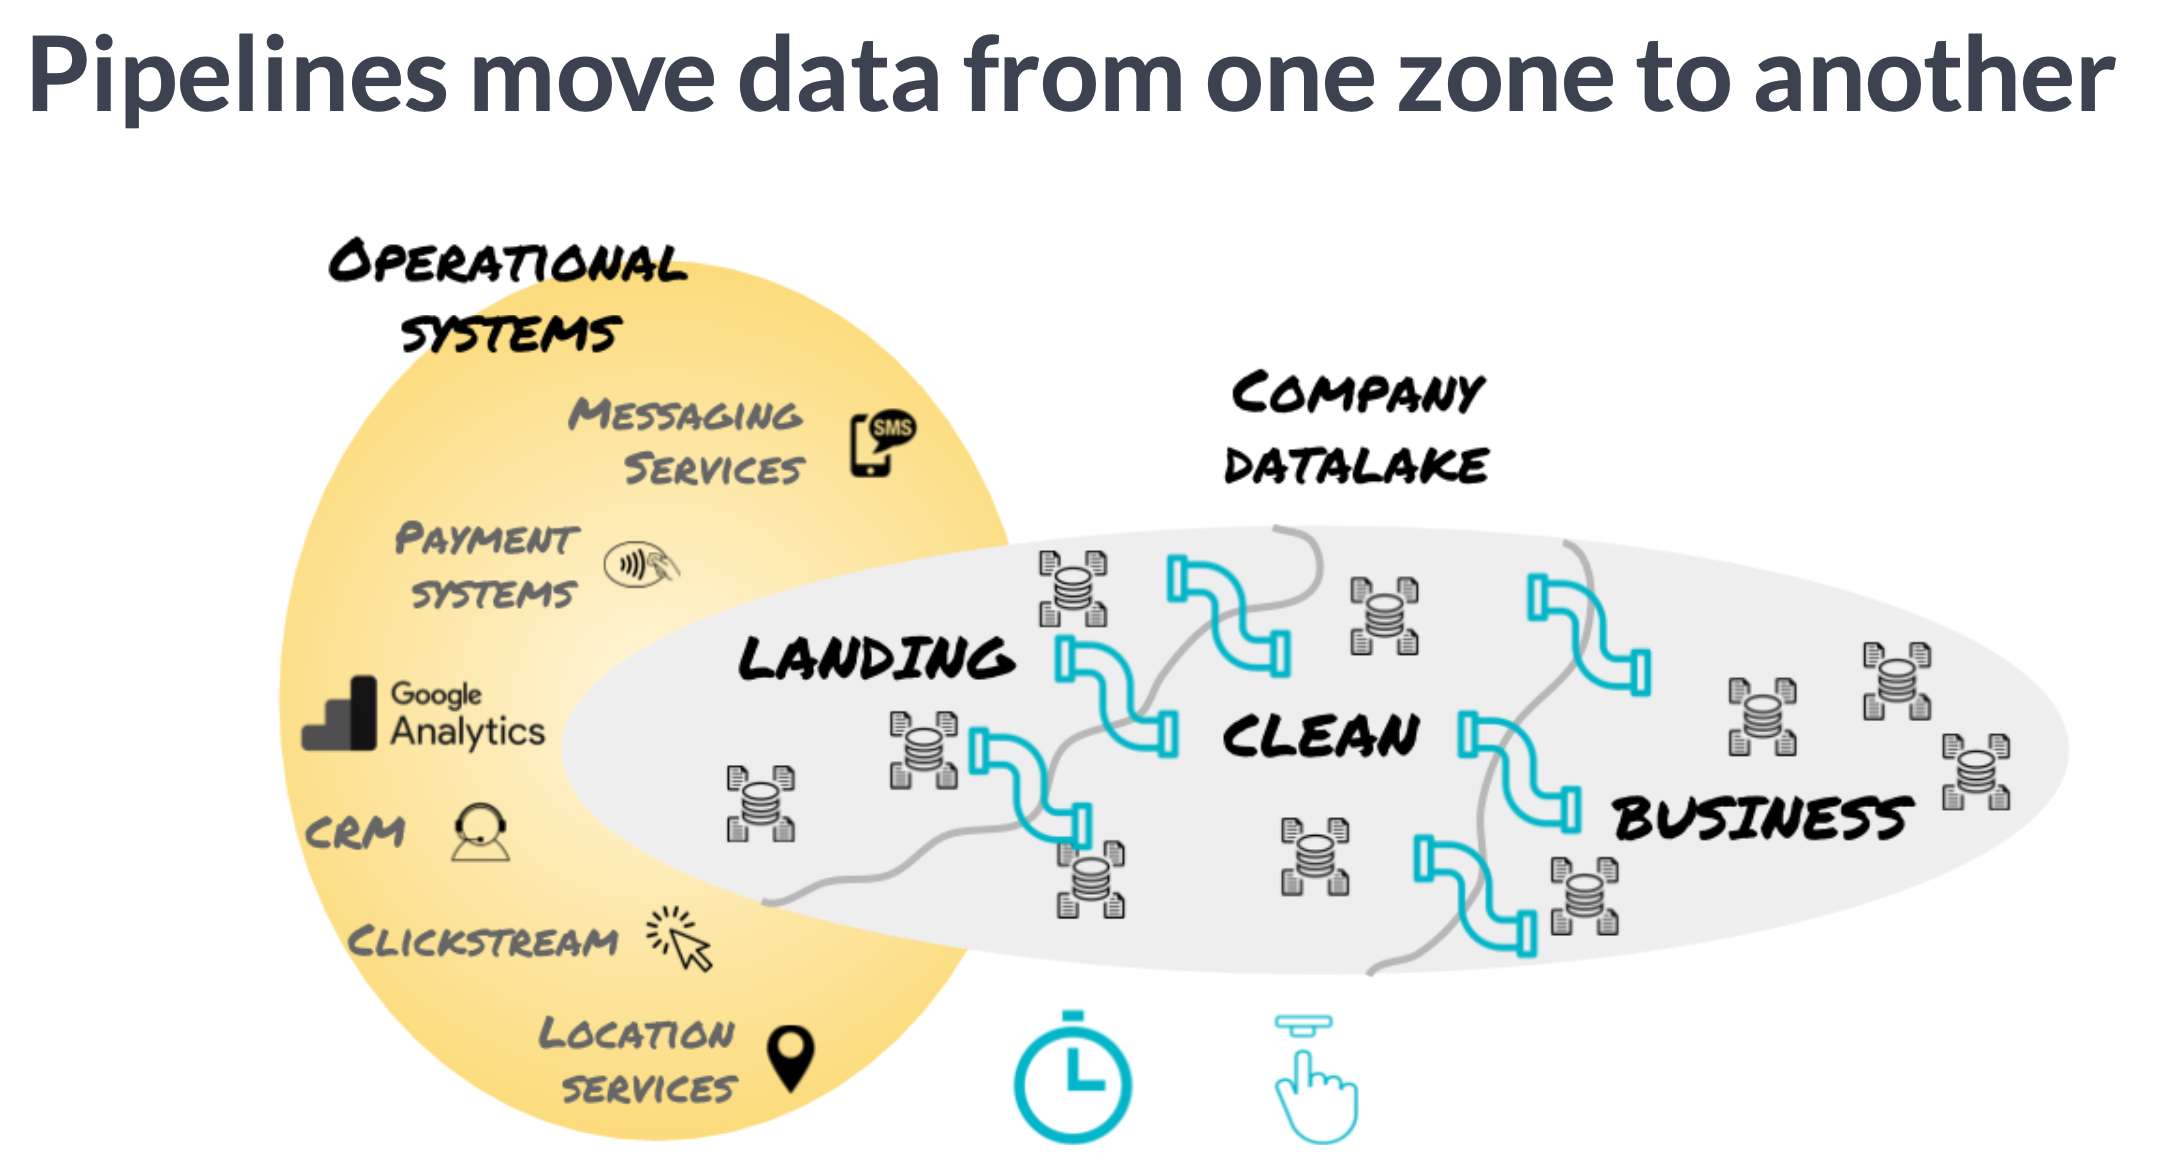 Pipelines move data from one zone to another
OPERATIONAL
SYSTEMS
MESSAGING
SERVICES
SMS
PAYMENT
SYSTEMS
Google
Analytics
CRM
CLICKSTREAM
LOCATION
SERVICES
COMPANY
DATALAKE
LANDING
CLEAN
BUSINESS